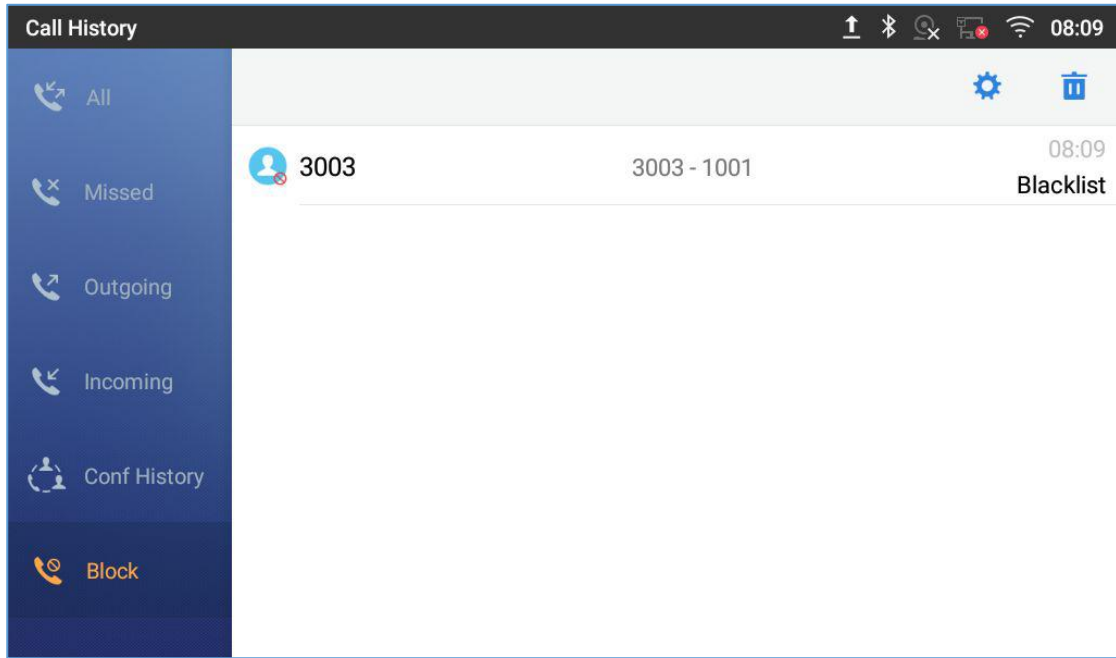 Call History
08:09
All
Missed
Outgoing
Incoming
Conf History
Block
3003
3003 - 1001
08:09
Blacklist